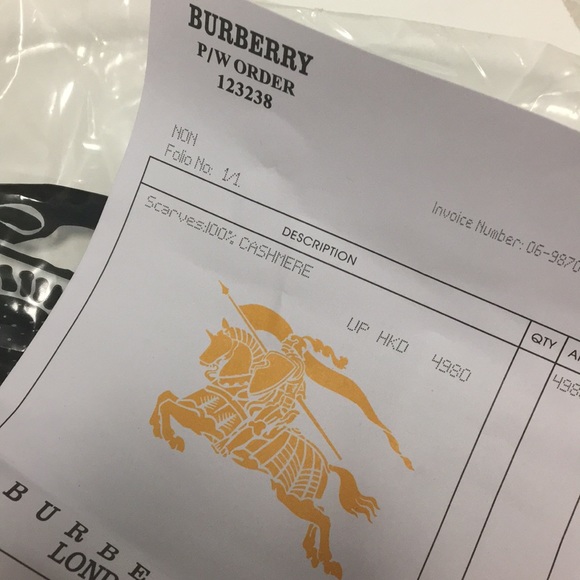 BURBERRY
P/W ORDER
123238
NON
Folio No: 1/1.
Invoice Number: 06-9870
DESCRIPTION
QTY
Scarves:100% CASHMERE
UP HKD 4980
BURBE
LOND